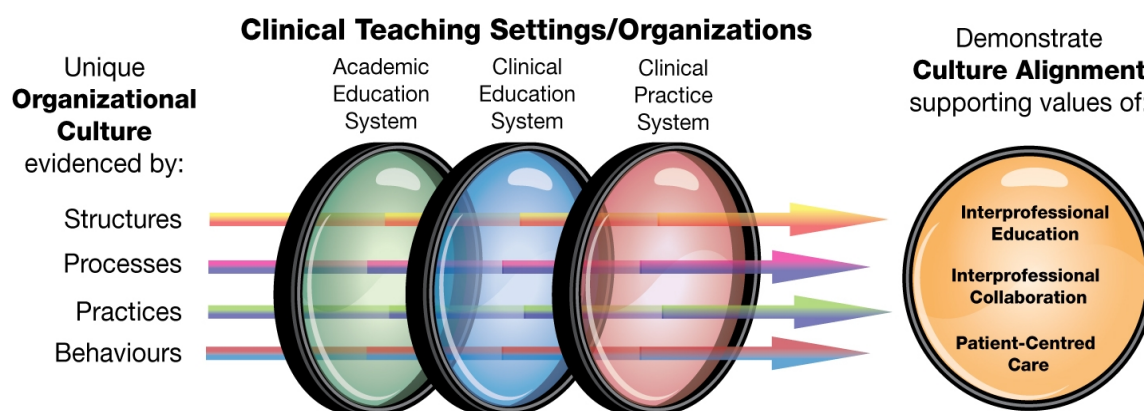 Clinical Teaching Settings/Organizations
Unique
Organizational
Culture
evidenced by:
Academic
Education
System
Clinical
Education
System
Clinical
Practice
System
Demonstrate
Culture Alignment
supporting values of:
Structures
Processes
Practices
Behaviours
Interprofessional
Education
Interprofessional
Collaboration
Patient-Centred
Care